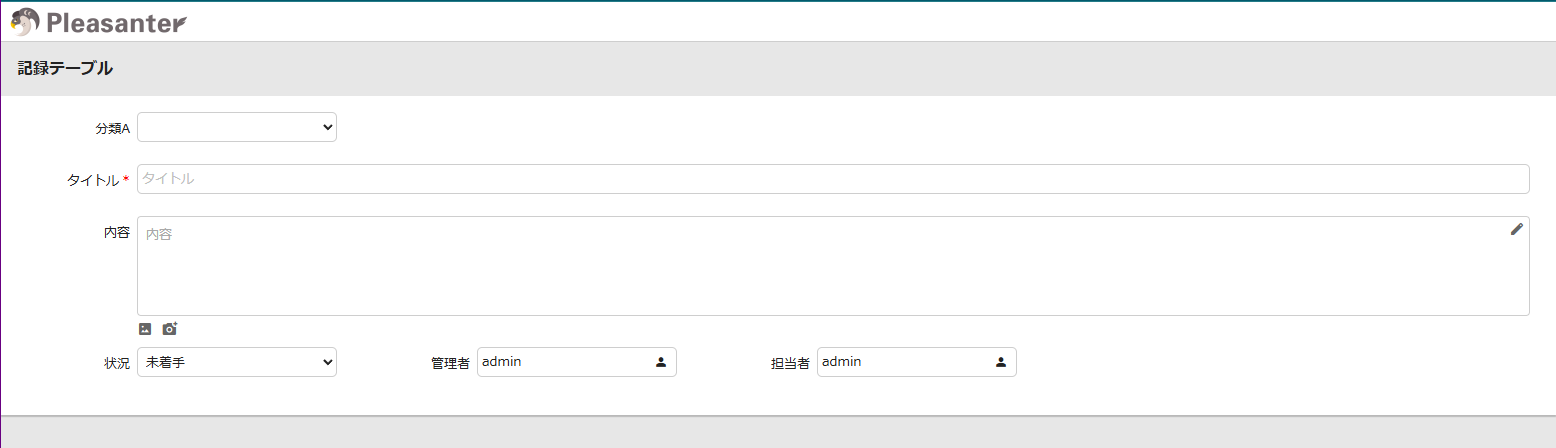 Pleasanter
記録テーブル
分類A
タイトル* タイトル
内容 内容
状況 未着手 管理者 admin 担当者 admin